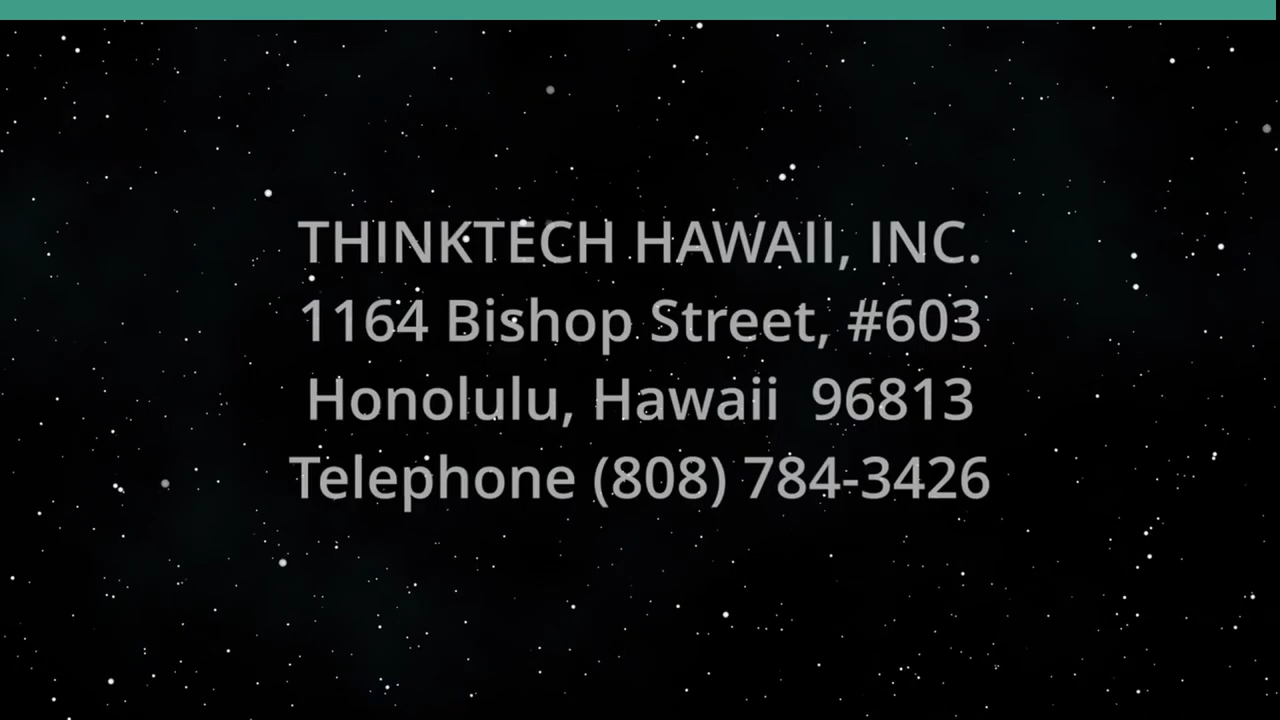 THINKTECH HAWAII, INC.
1164 Bishop Street, #603
Honolulu, Hawaii  96813
Telephone (808) 784-3426